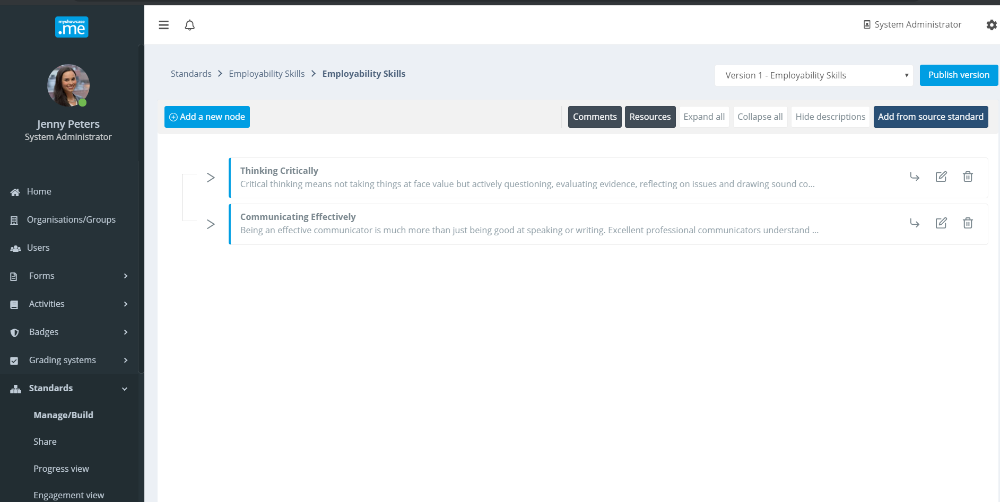 myshowcase
.me
System Administrator
Jenny Peters
System Administrator
Home
Organisations/Groups
Users
Forms
Activities
Badges
Grading systems
Standards
Manage/Build
Share
Progress view
Engagement view
Standards > Employability Skills > Employability Skills
Version 1 - Employability Skills
Publish version
Add a new node
Comments
Resources
Expand all
Collapse all
Hide descriptions
Add from source standard
Thinking Critically
Critical thinking means not taking things at face value but actively questioning, evaluating evidence, reflecting on issues and drawing sound co...
Communicating Effectively
Being an effective communicator is much more than just being good at speaking or writing. Excellent professional communicators understand ...